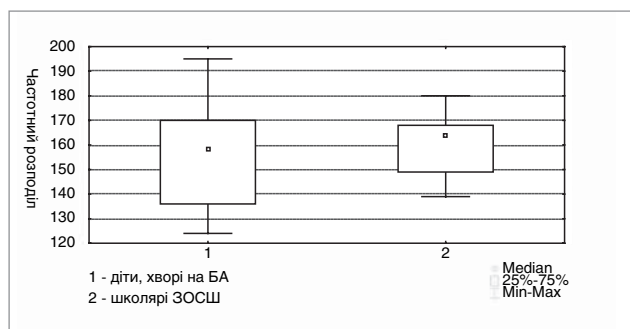 Частотний розподіл
200
190
180
170
160
150
140
130
120
1 2
1 - діти, хворі на БА
2 - школярі ЗОСШ
Median
25%-75%
Min-Max